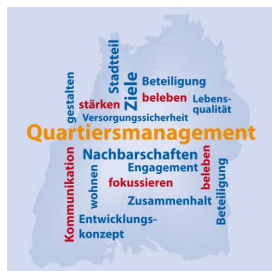 gestalten
Stadtteil
Ziele
Beteiligung
stärken
beleben
Lebens-
qualität
Versorgungssicherheit
Quartiersmanagement
Kommunikation
Nachbarschaften
wohnen
Engagement
beleben
Beteiligung
fokussieren
Zusammenhalt
Entwicklungs-
konzept